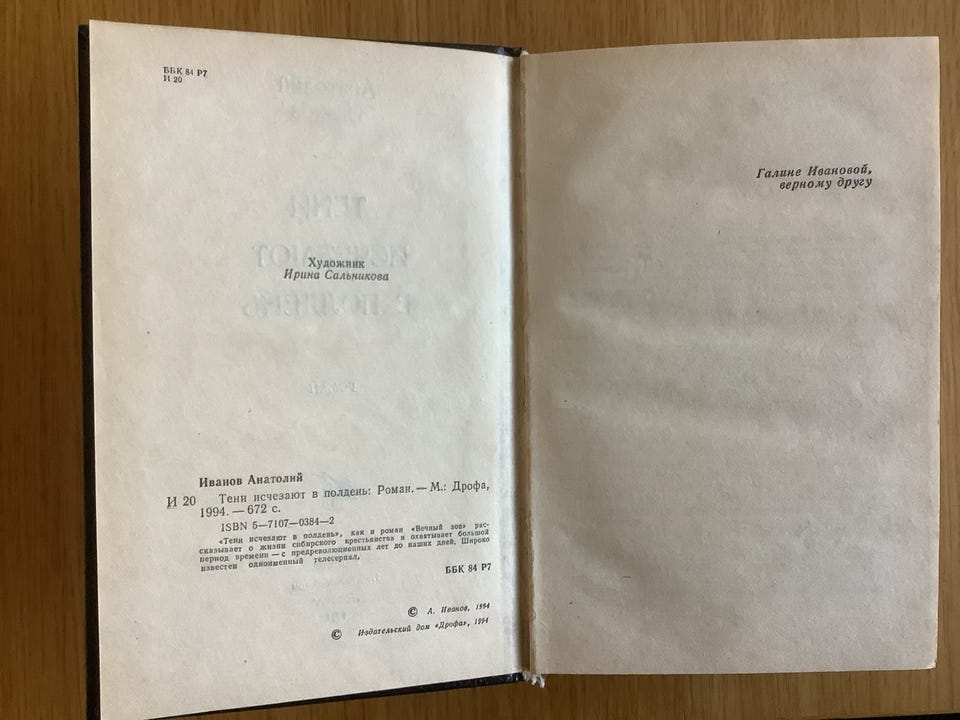 ББК 84 Р7
И 20
Художник
Ирина Сальникова
Иванов Анатолий
И 20 Тени исчезают в полдень: Роман. — М.: Дрофа,
1994. — 672 с.
ISBN 5—7107—0384—2
«Тени исчезают в полдень», как и роман «Вечный зов» рас-
сказывает о жизни сибирского крестьянства и охватывает большой
период времени — с предреволюционных лет до наших дней. Широко
известен одноименный телесериал.
ББК 84 Р7
© А. Иванов, 1994
© Издательский дом «Дрофа», 1994
Галине Ивановой,
верному другу